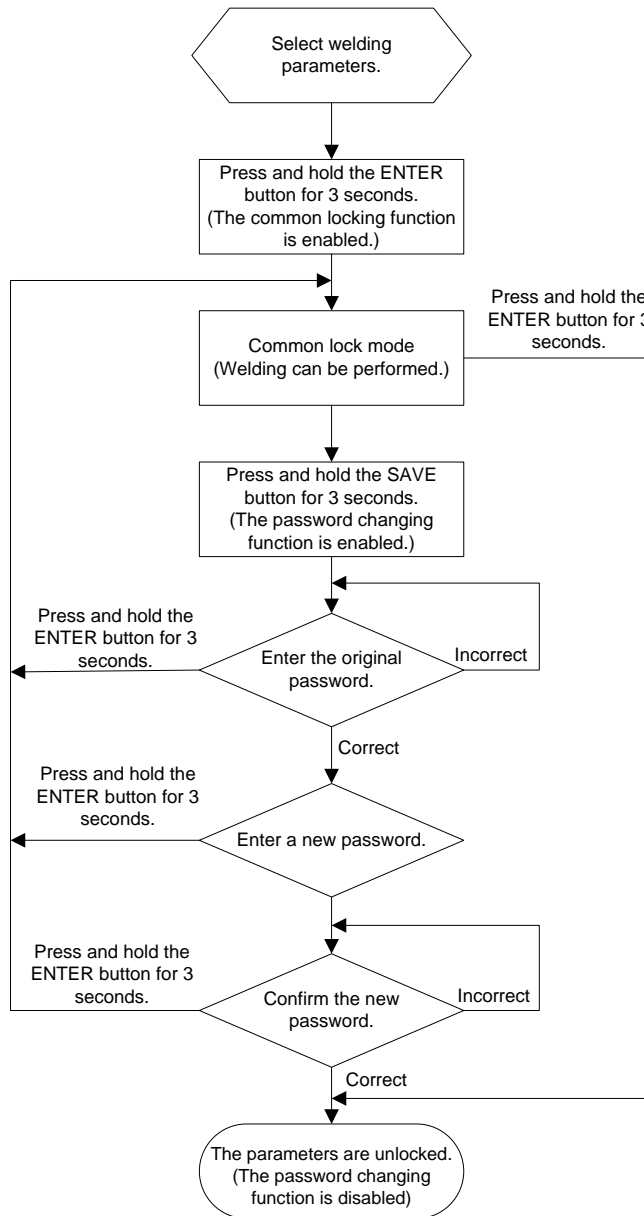 Select welding
parameters.
Press and hold the ENTER
button for 3 seconds.
(The common locking function
is enabled.)
Press and hold the
ENTER button for 3
seconds.
Common lock mode
(Welding can be performed.)
Press and hold the SAVE
button for 3 seconds.
(The password changing
function is enabled.)
Press and hold the
ENTER button for 3
seconds.
Enter the original
password.
Incorrect
Correct
Press and hold the
ENTER button for 3
seconds.
Enter a new password.
Press and hold the
ENTER button for 3
seconds.
Confirm the new
password.
Incorrect
Correct
The parameters are unlocked.
(The password changing
function is disabled)